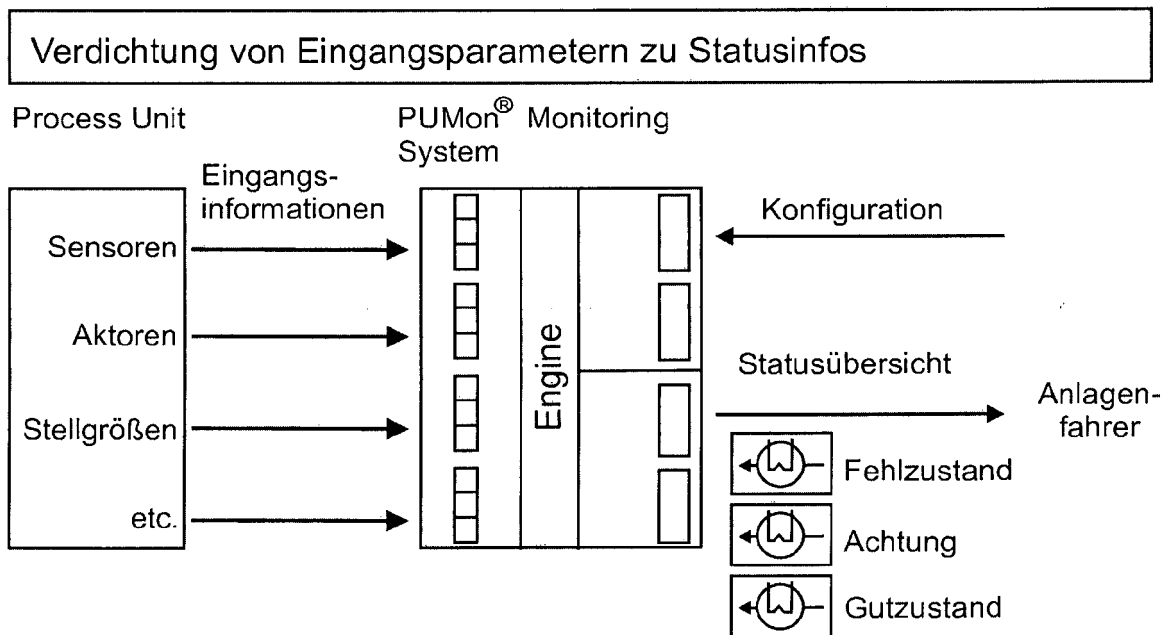 Verdichtung von Eingangsparametern zu Statusinfos
Process Unit
PUMon® Monitoring
System
Eingangs-
informationen
Sensoren
Aktoren
Stellgrößen
etc.
Engine
Konfiguration
Statusübersicht
Anlagen-
fahrer
Fehlzustand
Achtung
Gutzustand